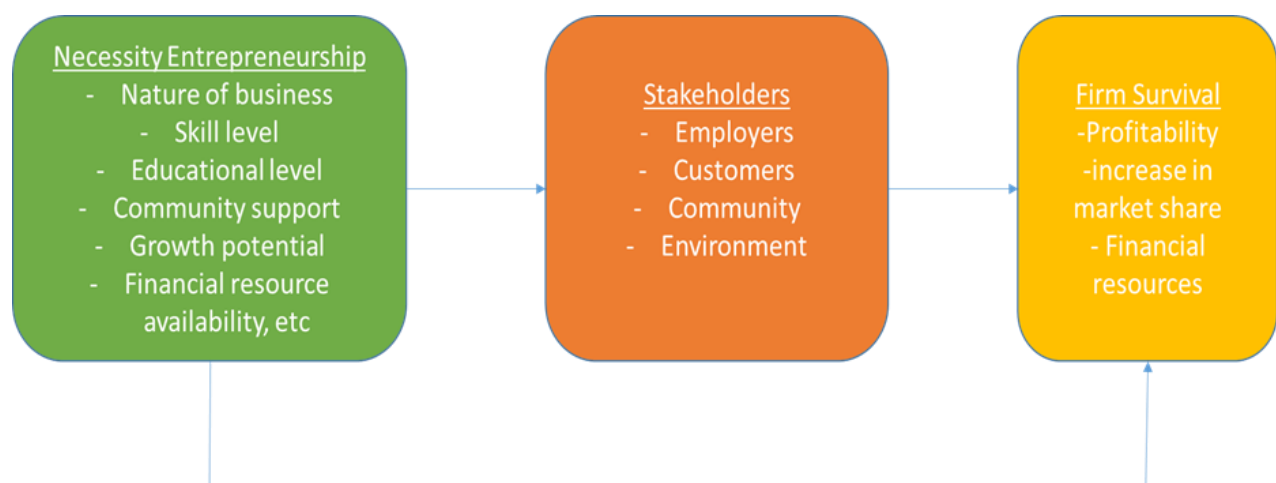 Necessity Entrepreneurship
- Nature of business
- Skill level
- Educational level
- Community support
- Growth potential
- Financial resource
availability, etc
Stakeholders
- Employers
- Customers
- Community
- Environment
Firm Survival
-Profitability
-increase in
market share
- Financial
resources